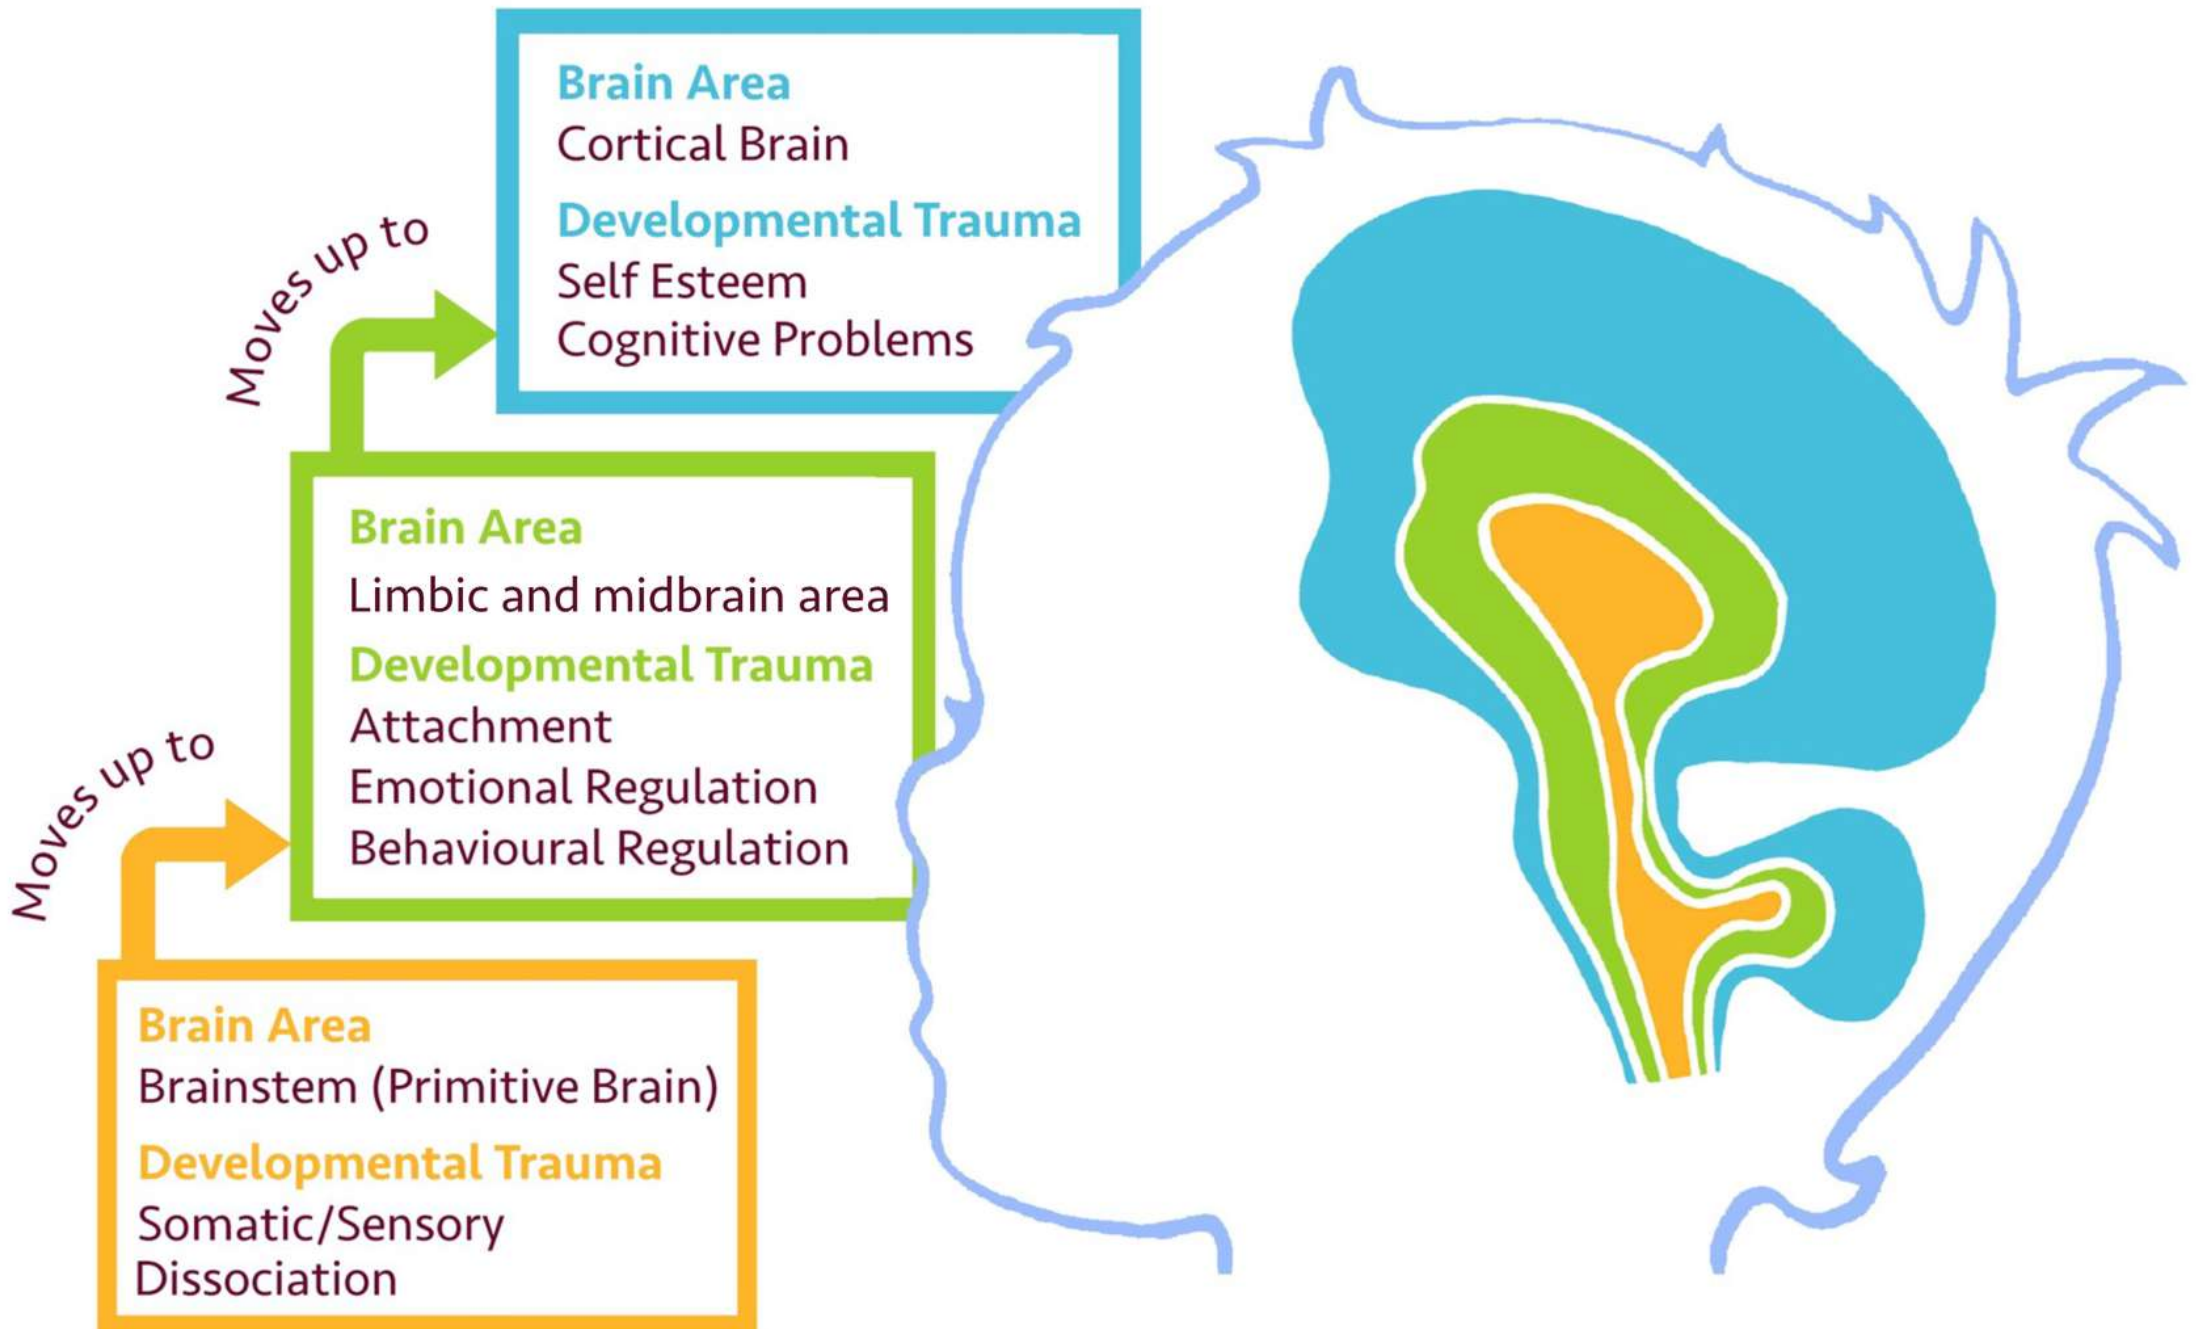 Brain Area
Cortical Brain
Developmental Trauma
Self Esteem
Cognitive Problems
Moves up to
Brain Area
Limbic and midbrain area
Developmental Trauma
Attachment
Emotional Regulation
Behavioural Regulation
Moves up to
Brain Area
Brainstem (Primitive Brain)
Developmental Trauma
Somatic/Sensory
Dissociation